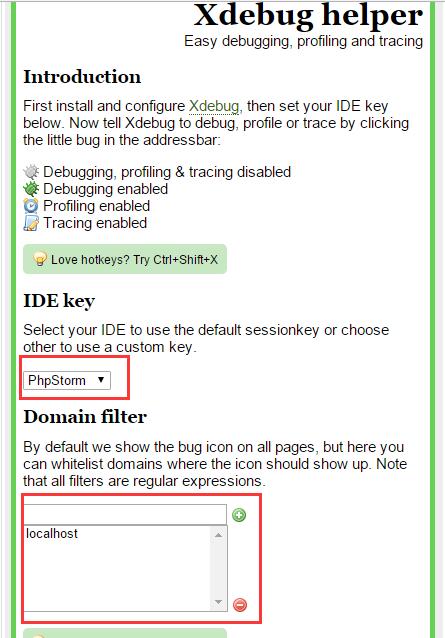 Xdebug helper
Easy debugging, profiling and tracing
Introduction
First install and configure Xdebug, then set your IDE key
below. Now tell Xdebug to debug, profile or trace by clicking
the little bug in the addressbar:
Debugging, profiling & tracing disabled
Debugging enabled
Profiling enabled
Tracing enabled
Love hotkeys? Try Ctrl+Shift+X
IDE key
Select your IDE to use the default sessionkey or choose
other to use a custom key.
PhpStorm
Domain filter
By default we show the bug icon on all pages, but here you
can whitelist domains where the icon should show up. Note
that all filters are regular expressions.
localhost